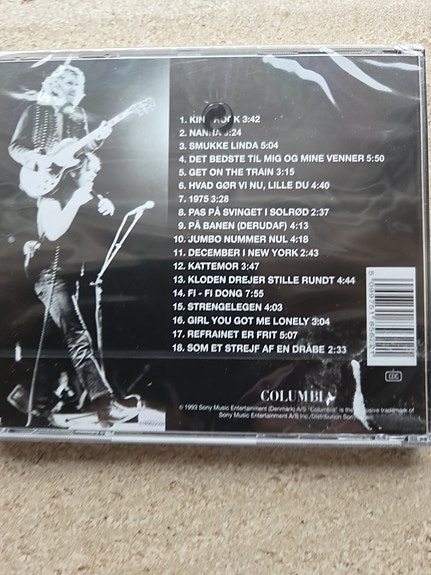 1. KIN ROCK 3:42
2. NANNA 3:24
3. SMUKKE LINDA 5:04
4. DET BEDSTE TIL MIG OG MINE VENNER 5:50
5. GET ON THE TRAIN 3:15
6. HVAD GØR VI NU, LILLE DU 4:40
7. 1975 3:28
8. PAS PÅ SVINGET I SOLRØD 2:37
9. PÅ BANEN (DERUDAF) 4:13
10. JUMBO NUMMER NUL 4:18
11. DECEMBER I NEW YORK 2:43
12. KATTEMOR 3:47
13. KLODEN DREJER STILLE RUNDT 4:44
14. FI - FI DONG 7:55
15. STRENGELEGEN 4:03
16. GIRL YOU GOT ME LONELY 3:04
17. REFRAINET ER FRIT 5:07
18. SOM ET STREJF AF EN DRÅBE 2:33
COLUMBIA
© 1993 Sony Music Entertainment (Denmark) A/S "Columbia" is the exclusive trademark of
Sony Music Entertainment A/S Inc./Distribution Sony